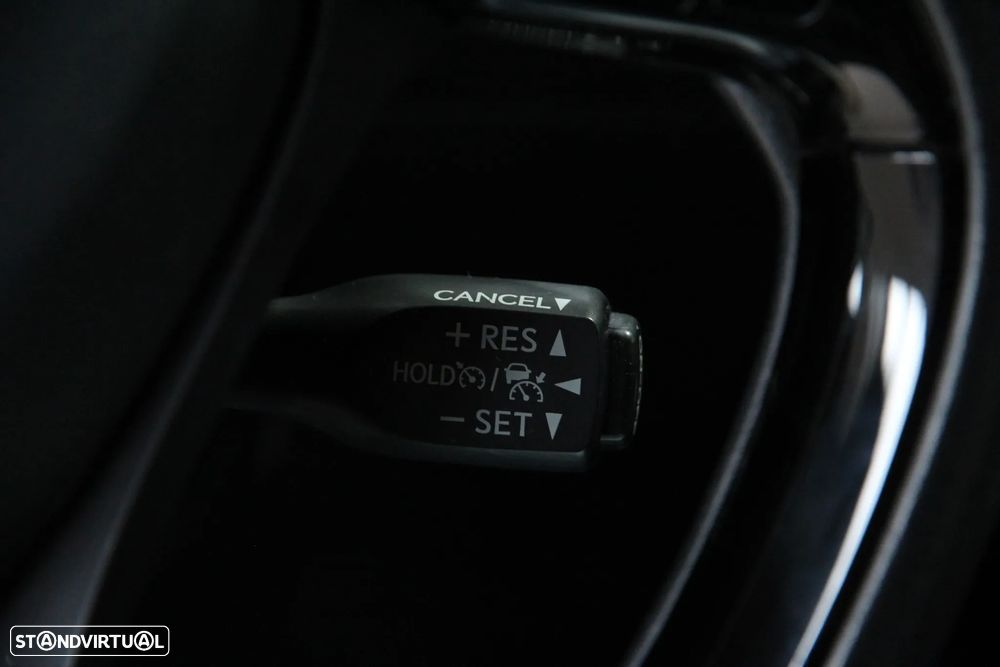 CANCEL▼
+ RES ▲
HOLD / ◀
− SET ▼
STANDVIRTUAL